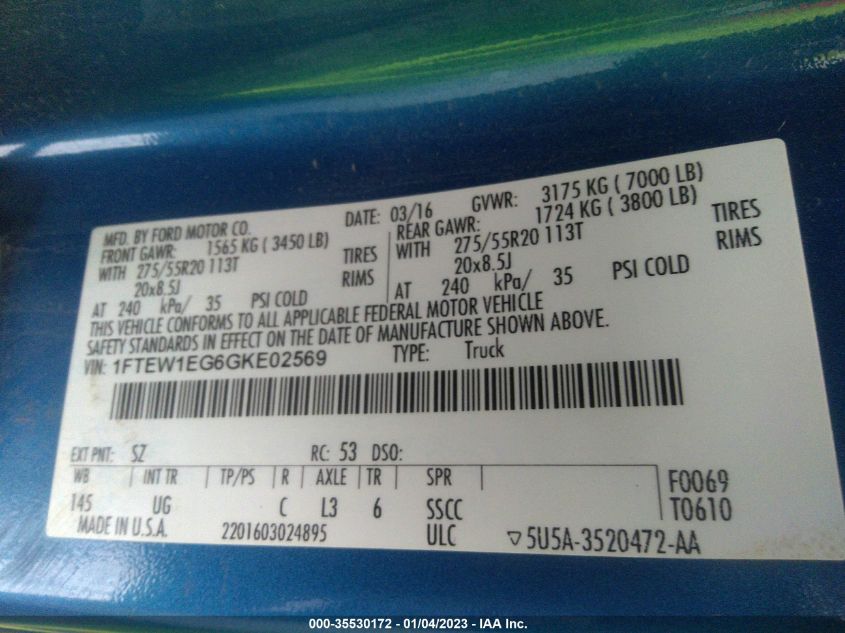 MFD. BY FORD MOTOR CO.
DATE: 03/16 GVWR: 3175 KG ( 7000 LB)
FRONT GAWR: 1565 KG ( 3450 LB)
WITH 275/55R20 113T TIRES
20x8.5J RIMS
AT 240 kPa/ 35 PSI COLD
REAR GAWR: 1724 KG ( 3800 LB)
WITH 275/55R20 113T TIRES
20x8.5J RIMS
AT 240 kPa/ 35 PSI COLD
THIS VEHICLE CONFORMS TO ALL APPLICABLE FEDERAL MOTOR VEHICLE
SAFETY STANDARDS IN EFFECT ON THE DATE OF MANUFACTURE SHOWN ABOVE.
VIN: 1FTEW1EG6GKE02569 TYPE: Truck
EXT PNT: SZ RC: 53 DSO:
WB INT TR TP/PS R AXLE TR SPR
145 UG C L3 6 SSCC
F0069
T0610
MADE IN U.S.A. 2201603024895 ULC ▽5U5A-3520472-AA
000-35530172 - 01/04/2023 - IAA Inc.